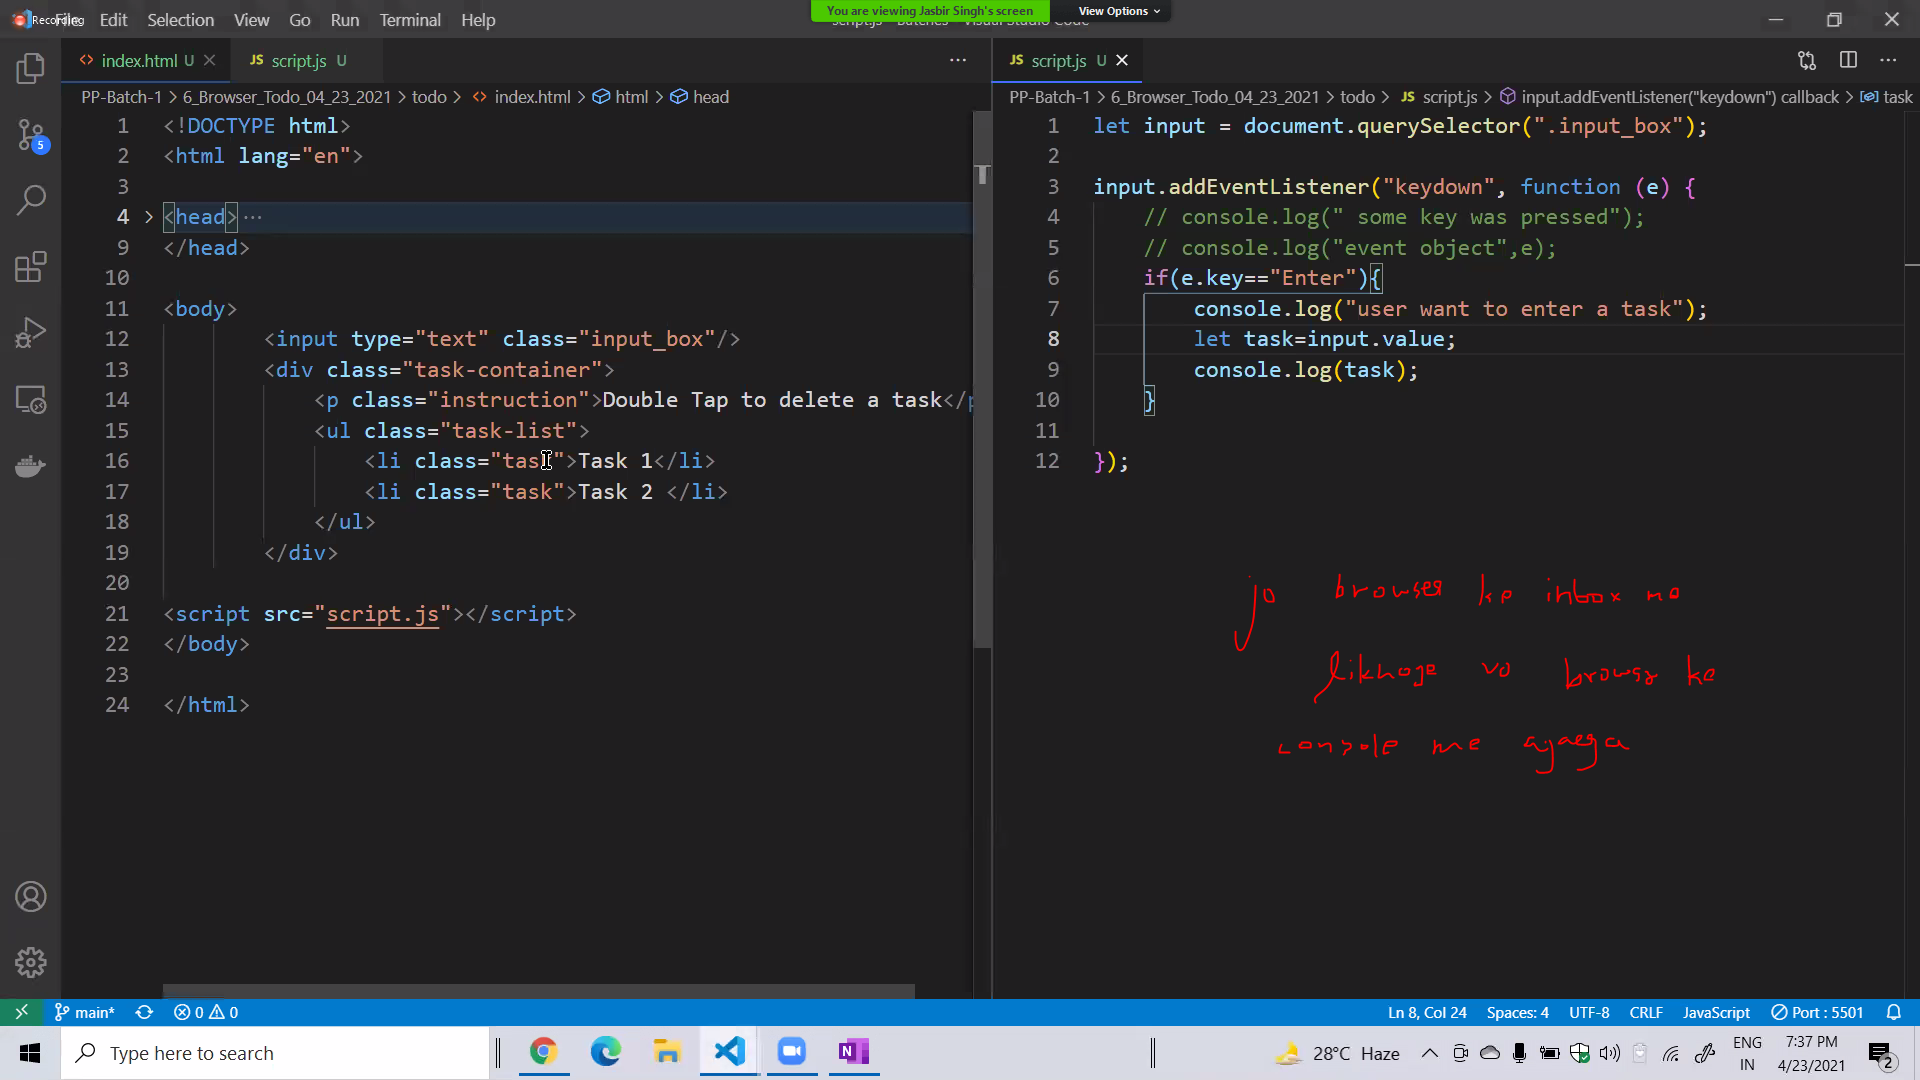 Recording
File Edit Selection View Go Run Terminal Help
You are viewing Jasbir Singh's screen View Options
index.html U
script.js U
PP-Batch-1 > 6_Browser_Todo_04_23_2021 > todo > index.html > html > head
1 <!DOCTYPE html>
2 <html lang="en">
3
4 <head> ...
9 </head>
10
11 <body>
12 <input type="text" class="input_box"/>
13 <div class="task-container">
14 <p class="instruction">Double Tap to delete a task</p
15 <ul class="task-list">
16 <li class="task">Task 1</li>
17 <li class="task">Task 2 </li>
18 </ul>
19 </div>
20
21 <script src="script.js"></script>
22 </body>
23
24 </html>
script.js U
PP-Batch-1 > 6_Browser_Todo_04_23_2021 > todo > script.js > input.addEventListener("keydown") callback > task
1 let input = document.querySelector(".input_box");
2
3 input.addEventListener("keydown", function (e) {
4 // console.log(" some key was pressed");
5 // console.log("event object",e);
6 if(e.key=="Enter"){
7 console.log("user want to enter a task");
8 let task=input.value;
9 console.log(task);
10 }
11
12 });
jo browser ke inbox me
likhoge vo browser ke
console me ajaega
main* 0 0 Ln 8, Col 24 Spaces: 4 UTF-8 CRLF JavaScript Port : 5501
5
Type here to search
28°C Haze
ENG
IN
7:37 PM
4/23/2021
2